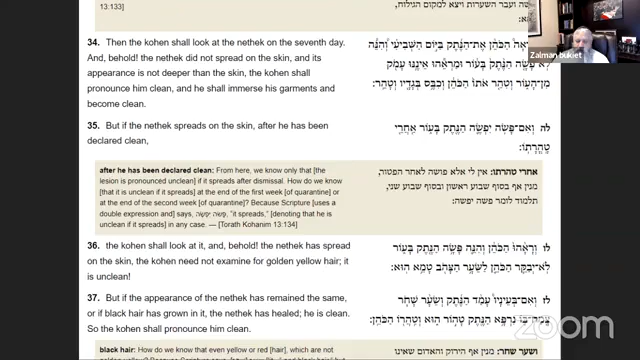 13:133]
שה ובין השערות ויצא למקום הגילוח,
Zalman bukiet
34. Then the kohen shall look at the nethek on the seventh day.
And, behold! the nethek did not spread on the skin, and its
appearance is not deeper than the skin, the kohen shall
pronounce him clean, and he shall immerse his garments and
become clean.
הַכֹּהֵ֨ן אֶת־הַנֶּ֜תֶק בַּיּ֣וֹם הַשְּׁבִיעִ֗י וְ֠הִנֵּ֠ה
לֹא־פָשָׂ֤ה הַנֶּ֙תֶק֙ בָּע֔וֹר וּמַרְאֵ֕הוּ אֵינֶ֥נּוּ עָמֹ֖ק
מִן־הָע֑וֹר וְטִהַ֤ר אֹתוֹ֙ הַכֹּהֵ֔ן וְכִבֶּ֥ס בְּגָדָ֖יו וְטָהֵֽר:
35. But if the nethek spreads on the skin, after he has been
declared clean,
לה וְאִם־פָּשֹׂ֥ה יִפְשֶׂ֛ה הַנֶּ֖תֶק בָּע֑וֹר אַחֲרֵ֖י
טָהֳרָתֽוֹ:
after he has been declared clean: From here, we know only that [the
the lesion is pronounced unclean] if it spreads after dismissal. How do we know
[that it is unclean if it spreads] at the end of the first week [of quarantine] or
at the end of the second week [of quarantine]? Because Scripture
[uses a double expression and] says, פָּשֹׂה יִפְשֶׂה, "it spreads," [denoting that he
is unclean if it spreads] in any case. — [Torath Kohanim 13:134]
אחרי טהרתו: אין לי אלא פושה לאחר הפטור,
מנין אף בסוף שבוע ראשון ובסוף שבוע שני,
תלמוד לומר פשה יפשה:
36. the kohen shall look at it, and, behold! the nethek has spread
on the skin, the kohen need not examine for golden yellow hair; it
is unclean!
לו וְרָאָ֙הוּ֙ הַכֹּהֵ֔ן וְהִנֵּ֛ה פָּשָׂ֥ה הַנֶּ֖תֶק בָּע֑וֹר
לֹֽא־יְבַקֵּ֧ר הַכֹּהֵ֛ן לַשֵּׂעָ֥ר הַצָּהֹ֖ב טָמֵ֥א הֽוּא:
37. But if the appearance of the nethek has remained the same,
or if black hair has grown in it, the nethek has healed; he is clean.
So the kohen shall pronounce him clean.
לז וְאִם־בְּעֵינָיו֩ עָמַ֨ד הַנֶּ֜תֶק וְשֵׂעָ֨ר שָׁחֹ֧ר
צָֽמַח־בּ֛וֹ נִרְפָּ֥א הַנֶּ֖תֶק טָה֣וֹר ה֑וּא וְטִהֲר֖וֹ הַכֹּהֵֽן:
zoom
black hair: How do we know that even yellow or [red] hair, which are not
ושער שחר: מנין אף הירוק והאדום שאינו